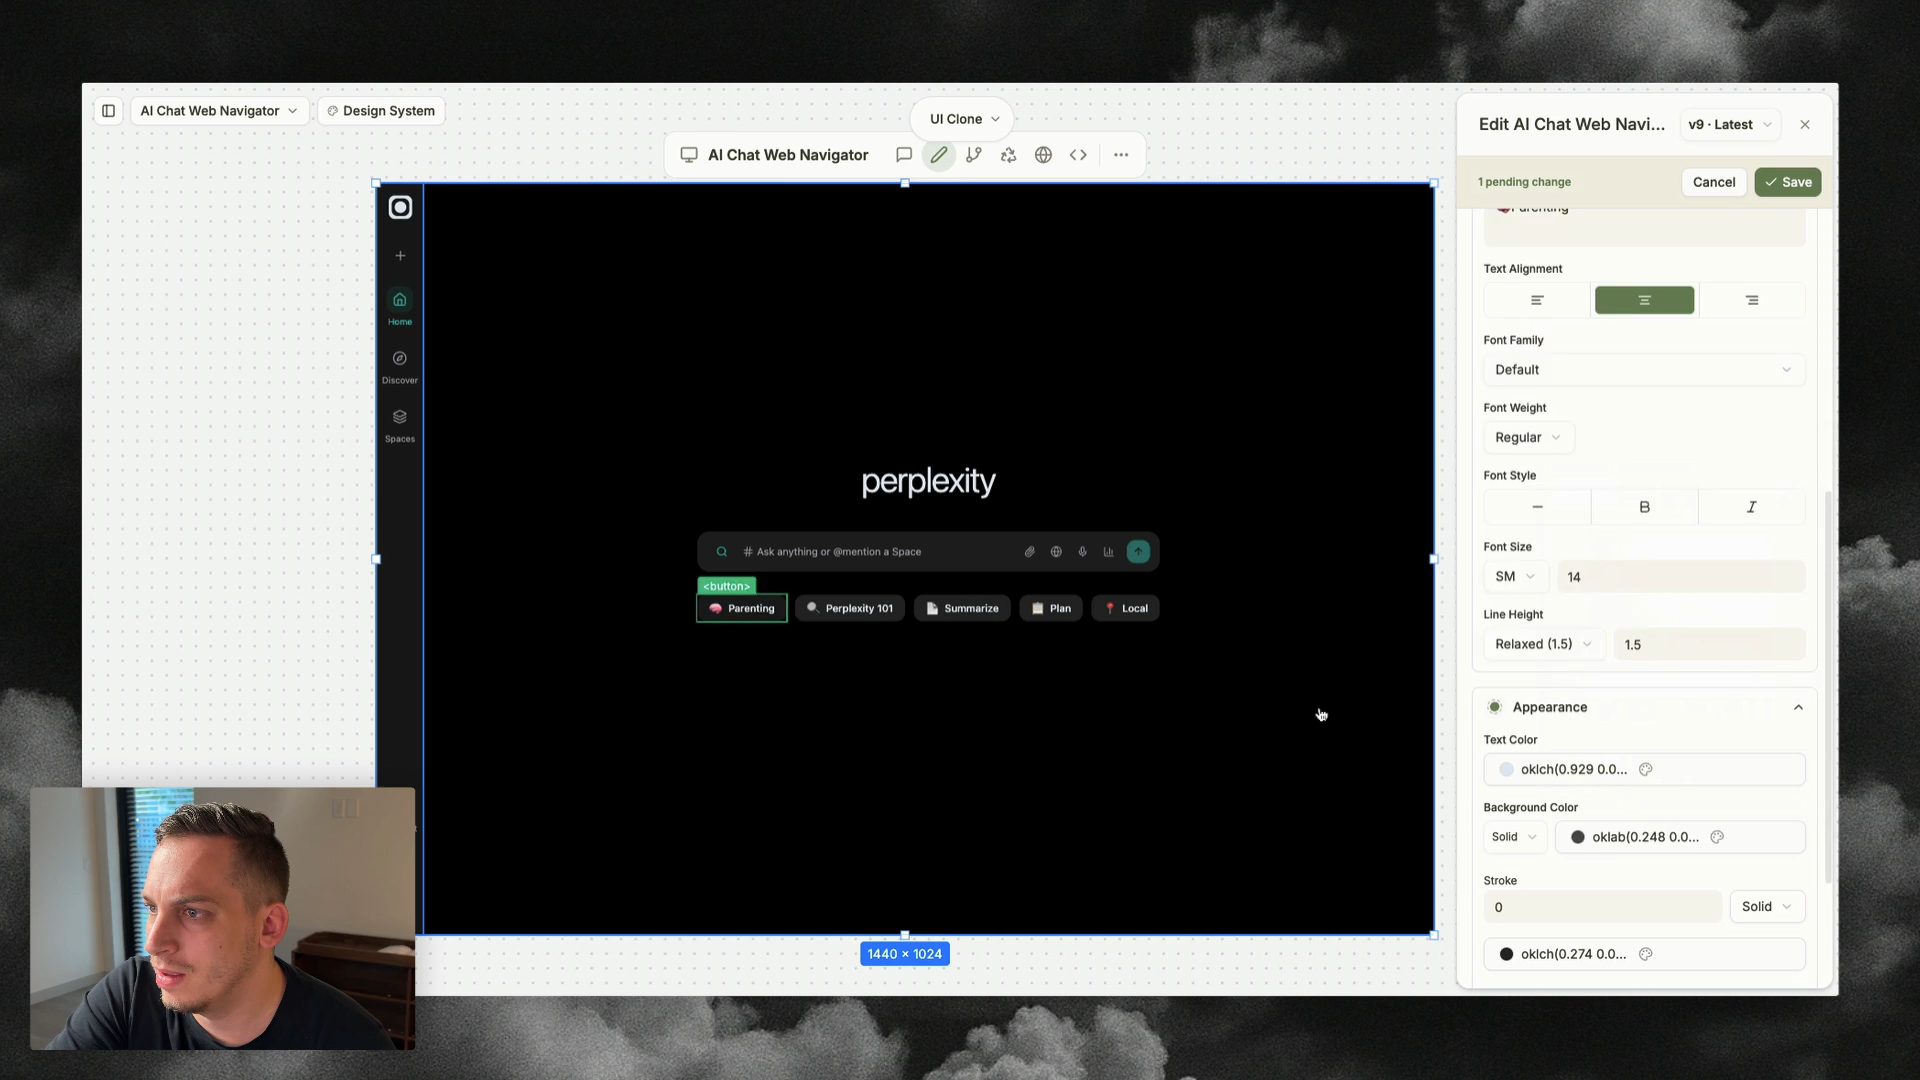 AI Chat Web Navigator
Design System
UI Clone
AI Chat Web Navigator
Edit AI Chat Web Navi...
v9 · Latest
1 pending change
Cancel
Save
Parenting
Text Alignment
Font Family
Default
Font Weight
Regular
Font Style
B
I
Font Size
SM
14
Line Height
Relaxed (1.5)
1.5
Appearance
Text Color
oklch(0.929 0.0...
Background Color
Solid
oklab(0.248 0.0...
Stroke
0
Solid
oklch(0.274 0.0...
Home
Discover
Spaces
perplexity
Ask anything or @mention a Space
<button>
Parenting
Perplexity 101
Summarize
Plan
Local
1440 × 1024